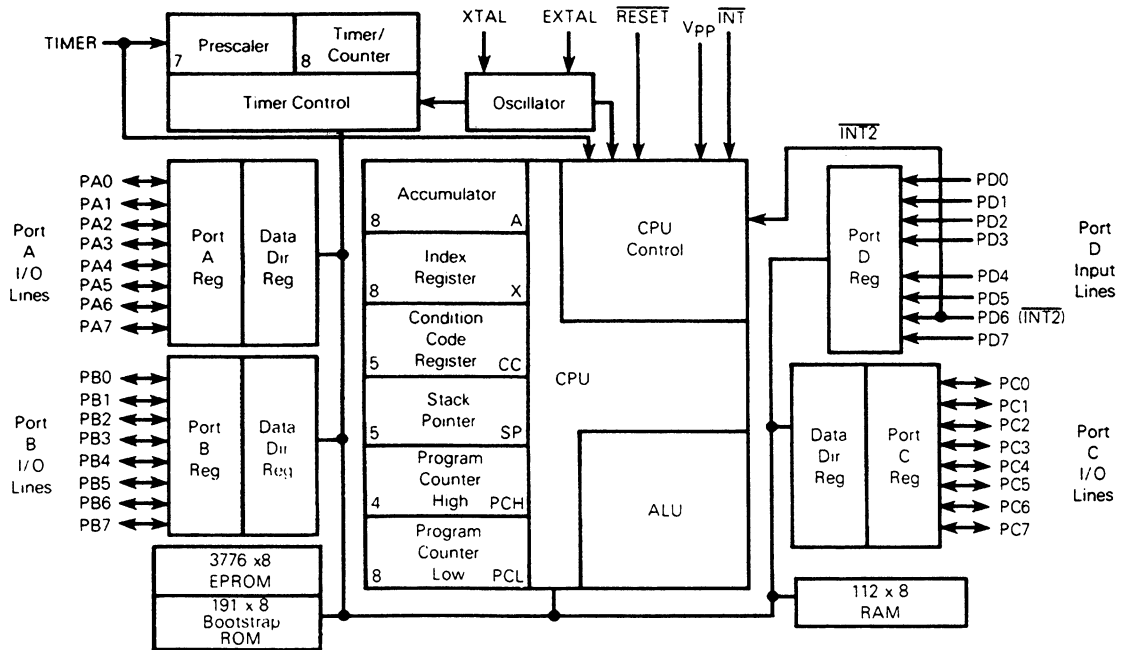 XTAL
EXTAL
RESET
VPP
INT
TIMER
Prescaler
7
Timer/
Counter
8
Timer Control
Oscillator
INT2
Port
A
I/O
Lines
PA0
PA1
PA2
PA3
PA4
PA5
PA6
PA7
Port
A
Reg
Data
Dir
Reg
Accumulator
8
A
Index
Register
8
X
Condition
Code
Register
5
CC
Stack
Pointer
5
SP
Program
Counter
High
4
PCH
Program
Counter
Low
8
PCL
CPU
Control
CPU
ALU
Port
D
Reg
PD0
PD1
PD2
PD3
PD4
PD5
PD6 (INT2)
PD7
Port
D
Input
Lines
Port
B
I/O
Lines
PB0
PB1
PB2
PB3
PB4
PB5
PB6
PB7
Port
B
Reg
Data
Dir
Reg
Data
Dir
Reg
Port
C
Reg
PC0
PC1
PC2
PC3
PC4
PC5
PC6
PC7
Port
C
I/O
Lines
3776 x8
EPROM
191 x 8
Bootstrap
ROM
112 x 8
RAM